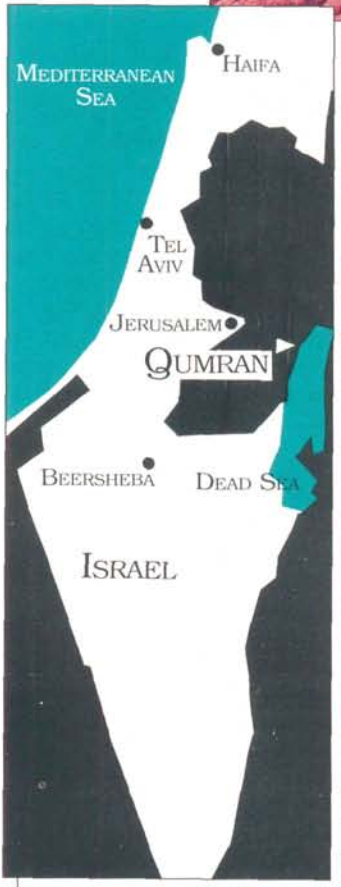 HAIFA
MEDITERRANEAN
SEA
TEL
AVIV
JERUSALEM
QUMRAN
BEERSHEBA
DEAD SEA
ISRAEL